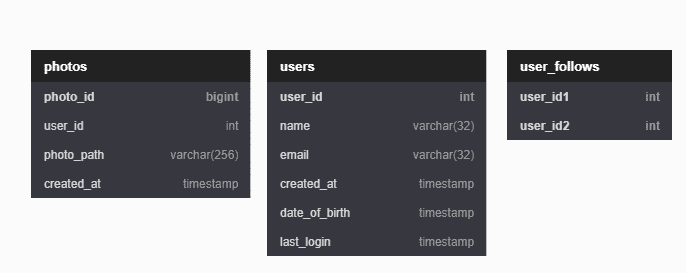 photos
photo_id bigint
user_id int
photo_path varchar(256)
created_at timestamp
users
user_id int
name varchar(32)
email varchar(32)
created_at timestamp
date_of_birth timestamp
last_login timestamp
user_follows
user_id1 int
user_id2 int